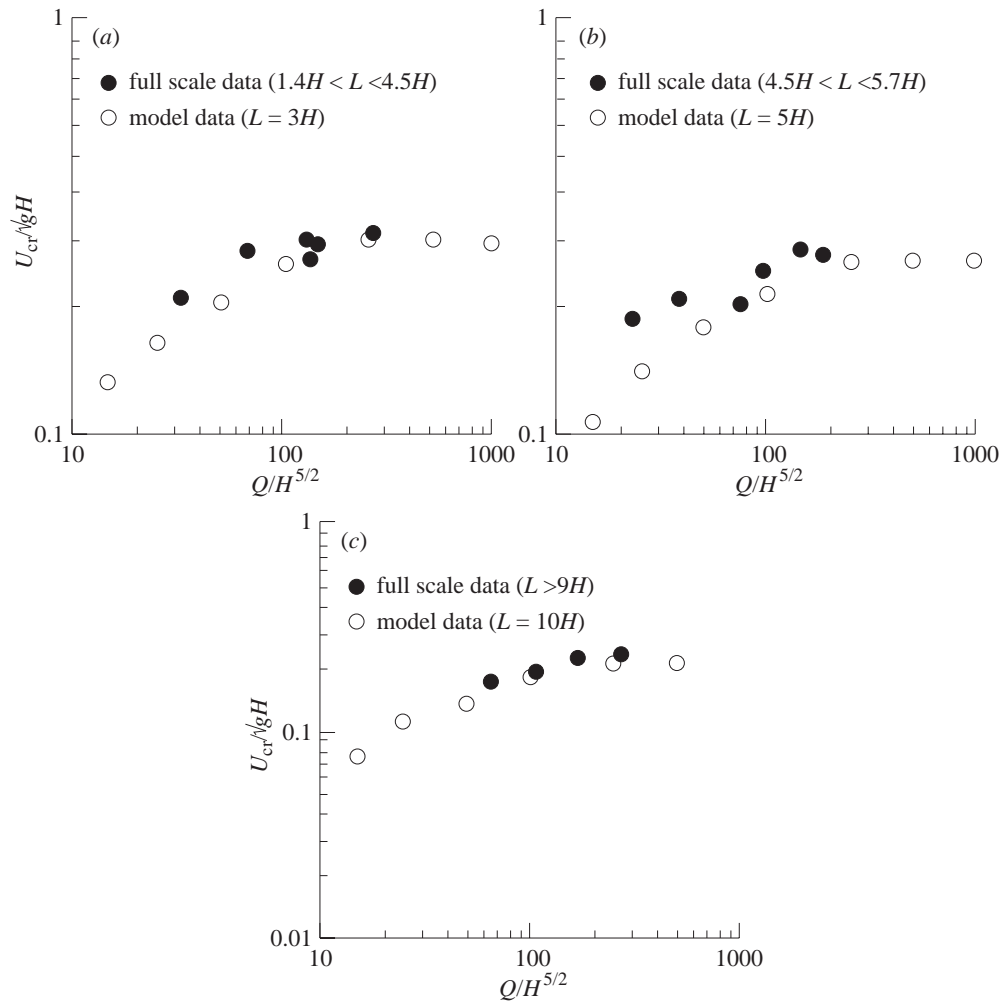 1
(a)
full scale data (1.4H < L <4.5H)
model data (L = 3H)
U_cr/√gH
0.1
10
100
1000
Q/H^5/2
1
(b)
full scale data (4.5H < L <5.7H)
model data (L = 5H)
0.1
10
100
1000
Q/H^5/2
1
(c)
full scale data (L >9H)
model data (L = 10H)
U_cr/√gH
0.1
0.01
10
100
1000
Q/H^5/2